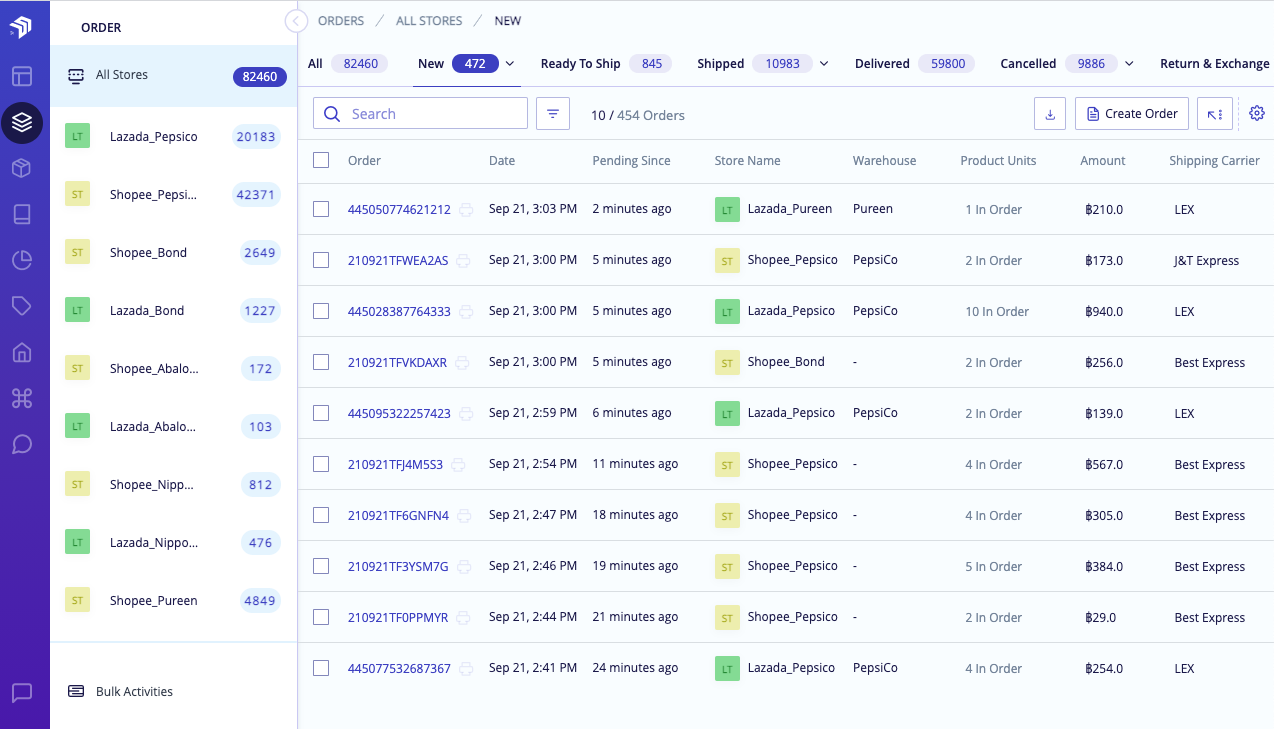 ORDER
All Stores 82460
LT Lazada_Pepsico 20183
ST Shopee_Pepsi... 42371
ST Shopee_Bond 2649
LT Lazada_Bond 1227
ST Shopee_Abalo... 172
LT Lazada_Abalo... 103
ST Shopee_Nipp... 812
LT Lazada_Nippo... 476
ST Shopee_Pureen 4849
Bulk Activities
ORDERS / ALL STORES / NEW
All 82460 New 472 Ready To Ship 845 Shipped 10983 Delivered 59800 Cancelled 9886 Return & Exchange
Search 10 / 454 Orders Create Order
Order Date Pending Since Store Name Warehouse Product Units Amount Shipping Carrier
445050774621212 Sep 21, 3:03 PM 2 minutes ago LT Lazada_Pureen Pureen 1 In Order ฿210.0 LEX
210921TFWEA2AS Sep 21, 3:00 PM 5 minutes ago ST Shopee_Pepsico PepsiCo 2 In Order ฿173.0 J&T Express
445028387764333 Sep 21, 3:00 PM 5 minutes ago LT Lazada_Pepsico PepsiCo 10 In Order ฿940.0 LEX
210921TFVKDAXR Sep 21, 3:00 PM 5 minutes ago ST Shopee_Bond - 2 In Order ฿256.0 Best Express
445095322257423 Sep 21, 2:59 PM 6 minutes ago LT Lazada_Pepsico PepsiCo 2 In Order ฿139.0 LEX
210921TFJ4M5S3 Sep 21, 2:54 PM 11 minutes ago ST Shopee_Pepsico - 4 In Order ฿567.0 Best Express
210921TF6GNFN4 Sep 21, 2:47 PM 18 minutes ago ST Shopee_Pepsico - 4 In Order ฿305.0 Best Express
210921TF3YSM7G Sep 21, 2:46 PM 19 minutes ago ST Shopee_Pepsico - 5 In Order ฿384.0 Best Express
210921TF0PPMYR Sep 21, 2:44 PM 21 minutes ago ST Shopee_Pepsico - 2 In Order ฿29.0 Best Express
445077532687367 Sep 21, 2:41 PM 24 minutes ago LT Lazada_Pepsico PepsiCo 4 In Order ฿254.0 LEX